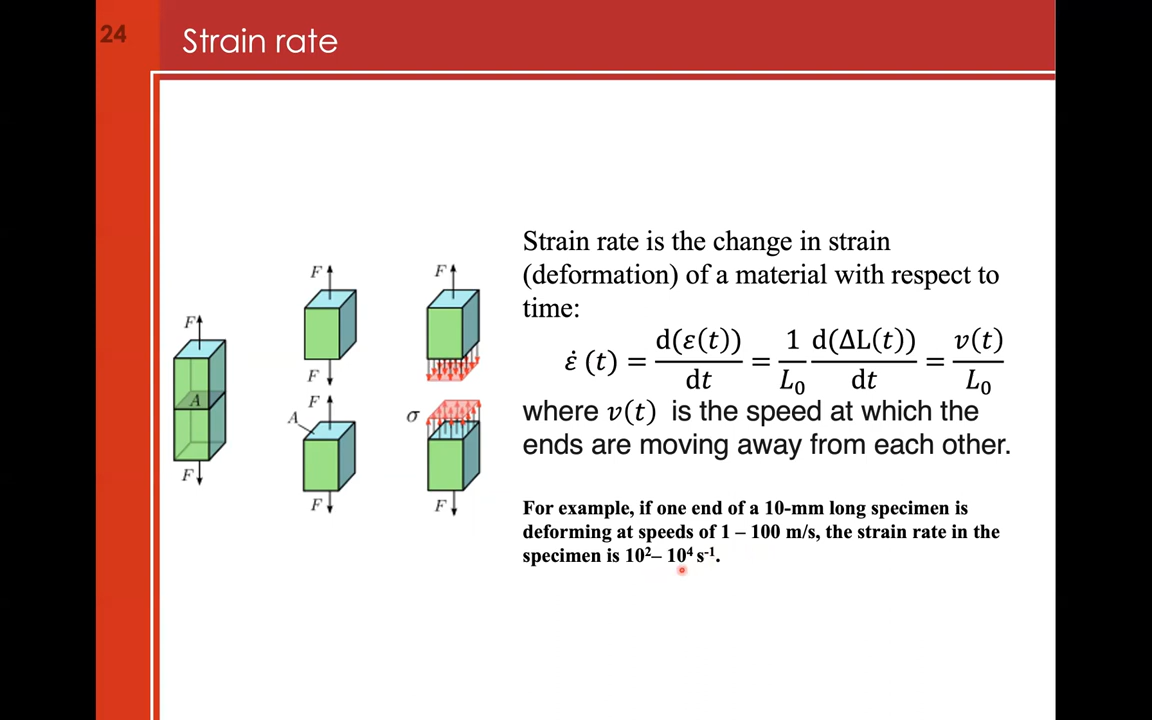 24
Strain rate
F
F
F
F
A
F
F
A
F
F
F
σ
F
Strain rate is the change in strain
(deformation) of a material with respect to
time:
ε̇ (t) = d(ε(t))/dt = 1/L₀ d(ΔL(t))/dt = v(t)/L₀
where v(t) is the speed at which the
ends are moving away from each other.
For example, if one end of a 10-mm long specimen is
deforming at speeds of 1 – 100 m/s, the strain rate in the
specimen is 10²– 10⁴ s⁻¹.